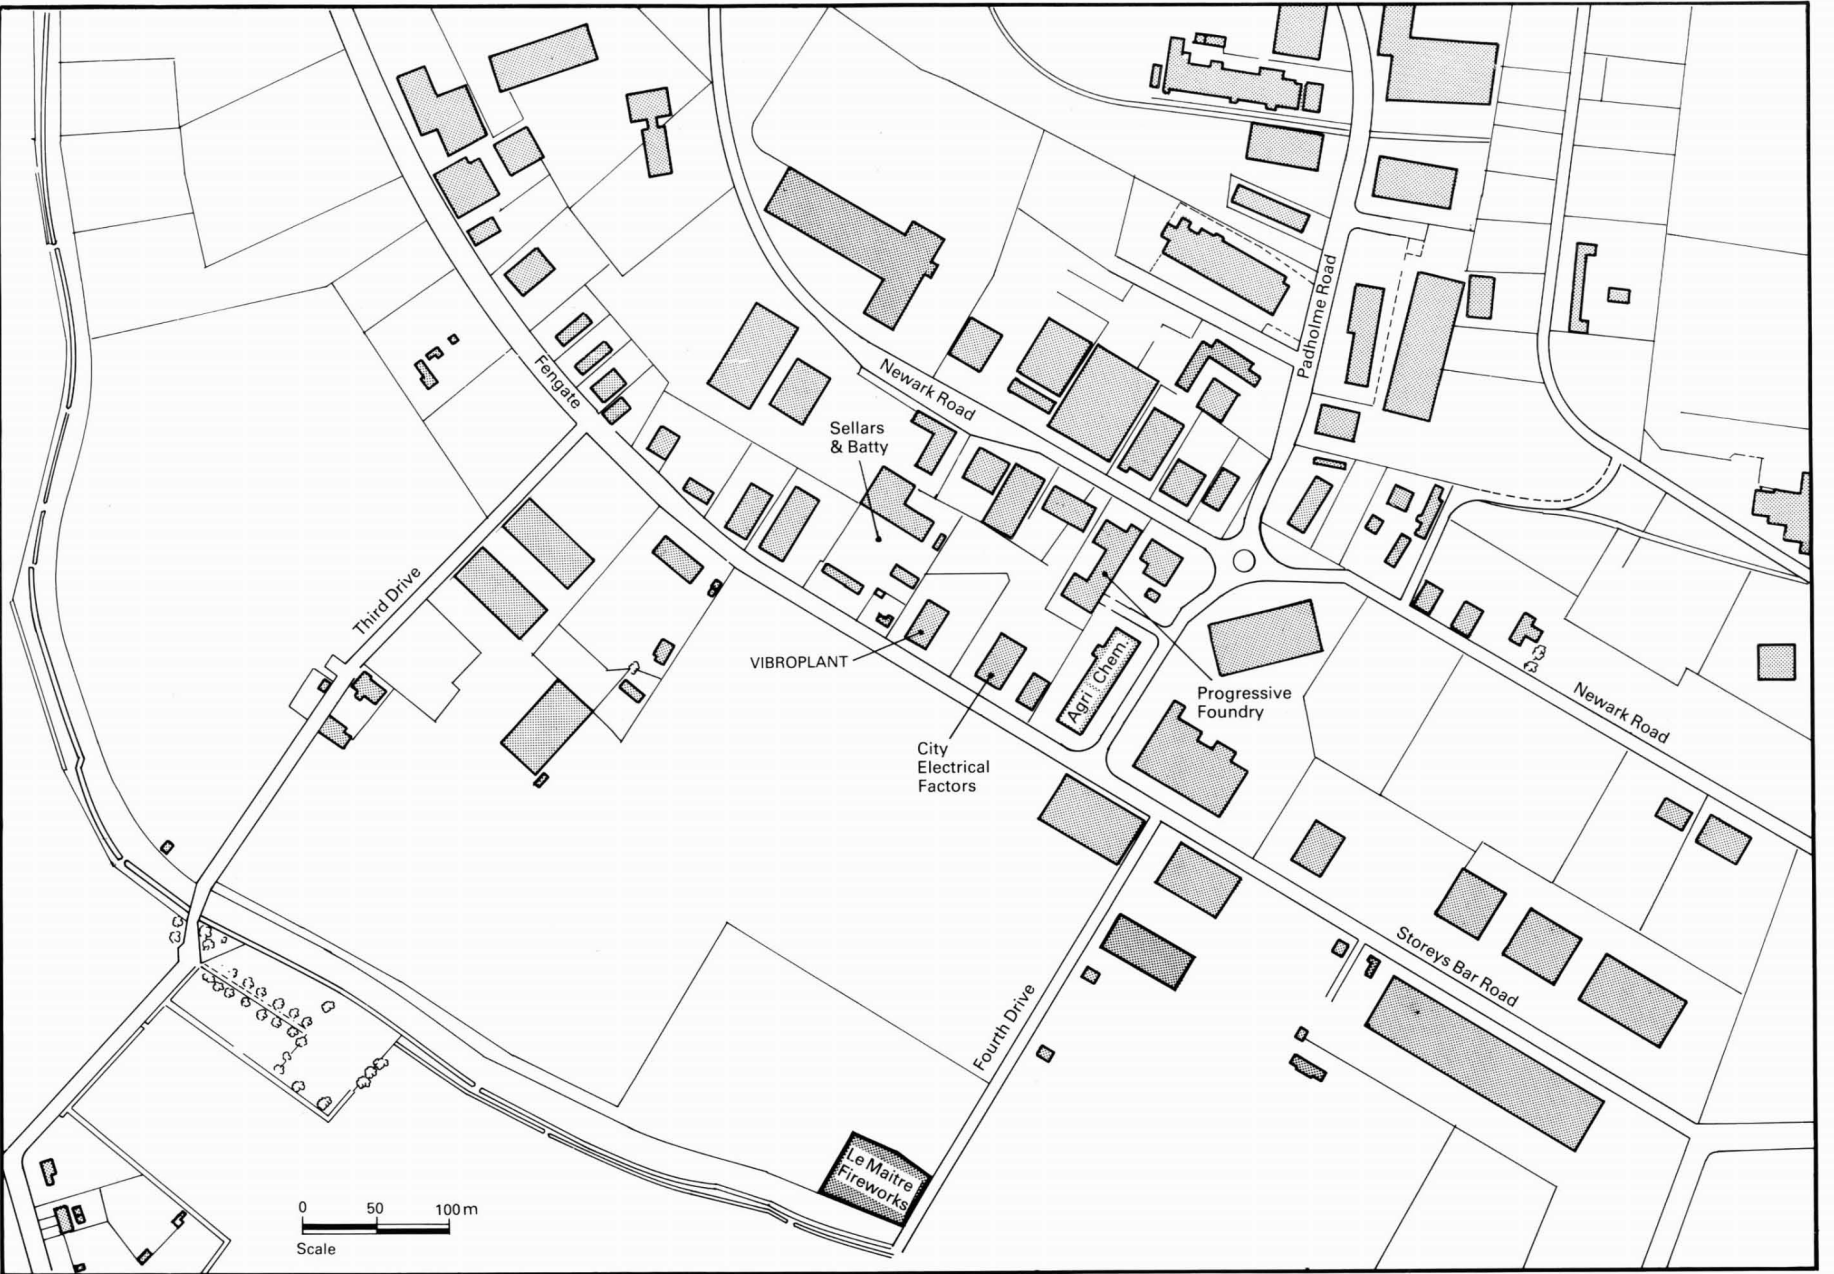 Padholme Road
Newark Road
Fengate
Sellars
& Batty
Third Drive
VIBROPLANT
Agri Chem.
Progressive
Foundry
Newark Road
City
Electrical
Factors
Storeys Bar Road
Fourth Drive
Le Maitre
Fireworks
0 50 100m
Scale